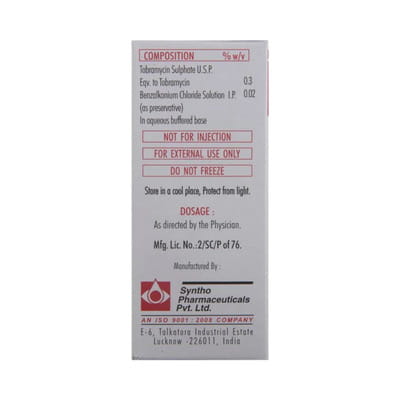 COMPOSITION % w/v
Tobramycin Sulphate U.S.P.
Eqv. to Tobramycin 0.3
Benzalkonium Chloride Solution I.P. 0.02
(as preservative)
In aqueous buffered base
NOT FOR INJECTION
FOR EXTERNAL USE ONLY
DO NOT FREEZE
Store in a cool place, Protect from light.
DOSAGE :
As directed by the Physician.
Mfg. Lic. No.:2/SC/P of 76.
Manufactured By :
Syntho
Pharmaceuticals
Pvt. Ltd.
AN ISO 9001 : 2008 COMPANY
E-6, Talkatora Industrial Estate
Lucknow -226011, India